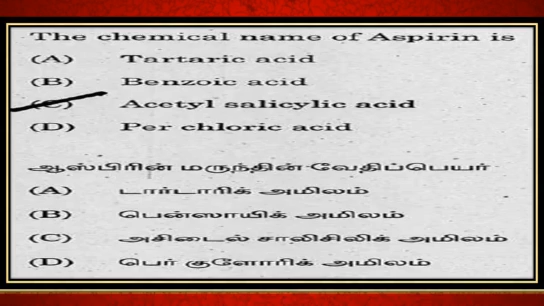 The chemical name of Aspirin is
(A) Tartaric acid
(B) Benzoic acid
(C) Acetyl salicylic acid
(D) Per chloric acid
ஆஸ்பிரின் மருந்தின் வேதிப்பெயர்
(A) டார்டாரிக் அமிலம்
(B) பென்ஸாயிக் அமிலம்
(C) அசிடைல் சாலிசிலிக் அமிலம்
(D) பெர் குளோரிக் அமிலம்